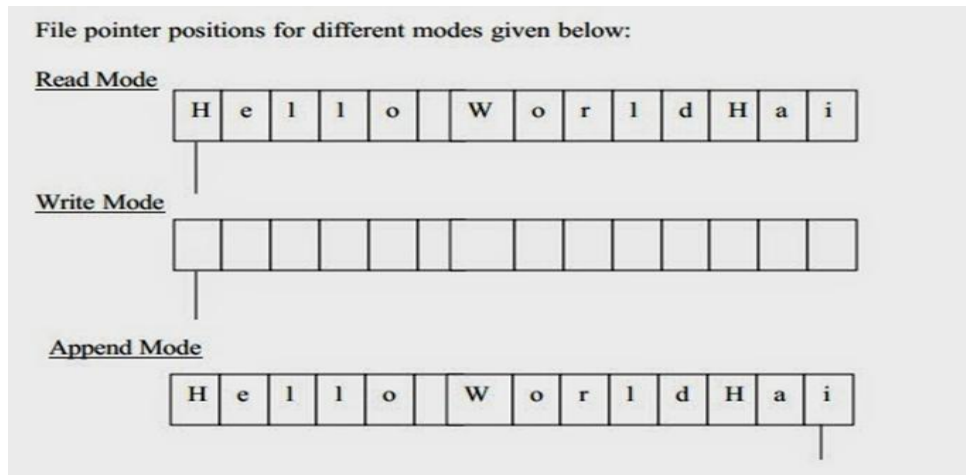 File pointer positions for different modes given below:
Read Mode
H e l l o W o r l d H a i
Write Mode
Append Mode
H e l l o W o r l d H a i